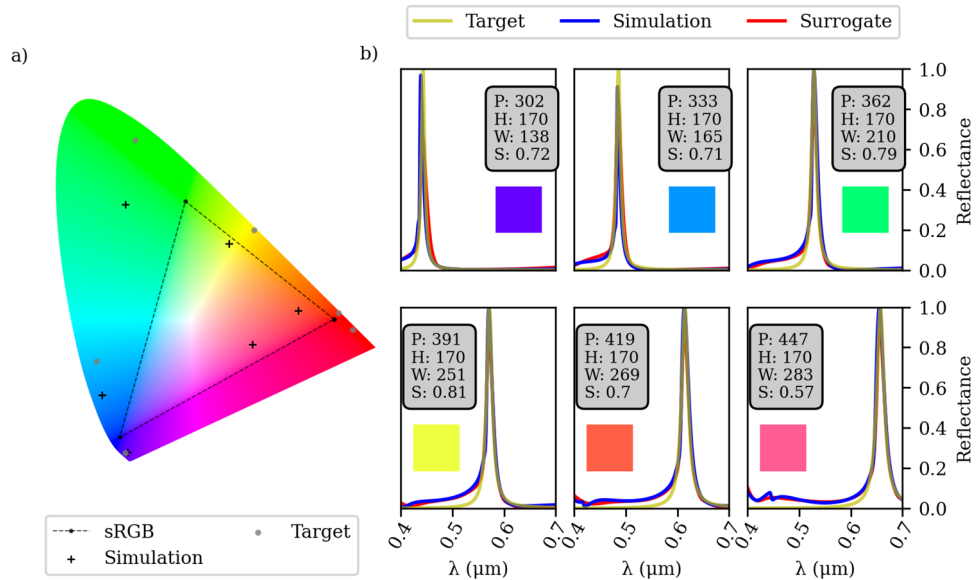 Target Simulation Surrogate
a)
b)
P: 302
H: 170
W: 138
S: 0.72
P: 333
H: 170
W: 165
S: 0.71
P: 362
H: 170
W: 210
S: 0.79
1.0
0.8
0.6
0.4
0.2
0.0
Reflectance
P: 391
H: 170
W: 251
S: 0.81
P: 419
H: 170
W: 269
S: 0.7
P: 447
H: 170
W: 283
S: 0.57
1.0
0.8
0.6
0.4
0.2
0.0
Reflectance
0.4 0.5 0.6 0.4 0.5 0.6 0.4 0.5 0.6 0.7
λ (μm) λ (μm) λ (μm)
sRGB Target
Simulation